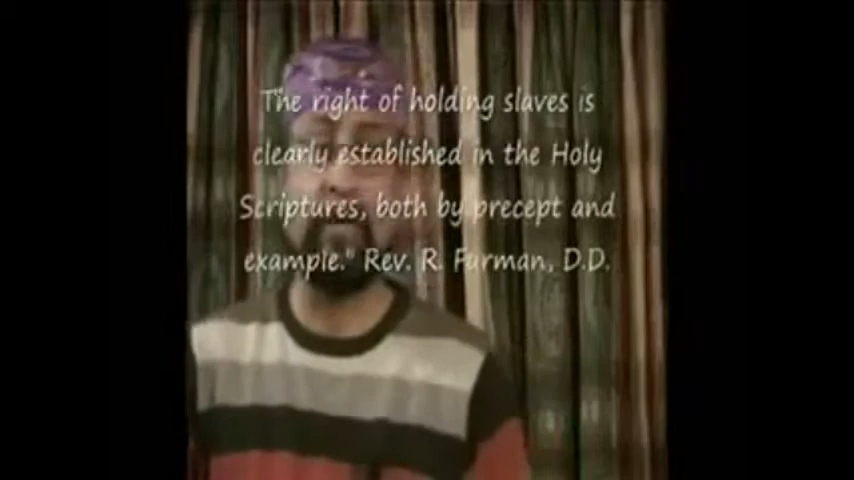 The right of holding slaves is
clearly established in the Holy
Scriptures, both by precept and
example." Rev. R. Furman, D.D.